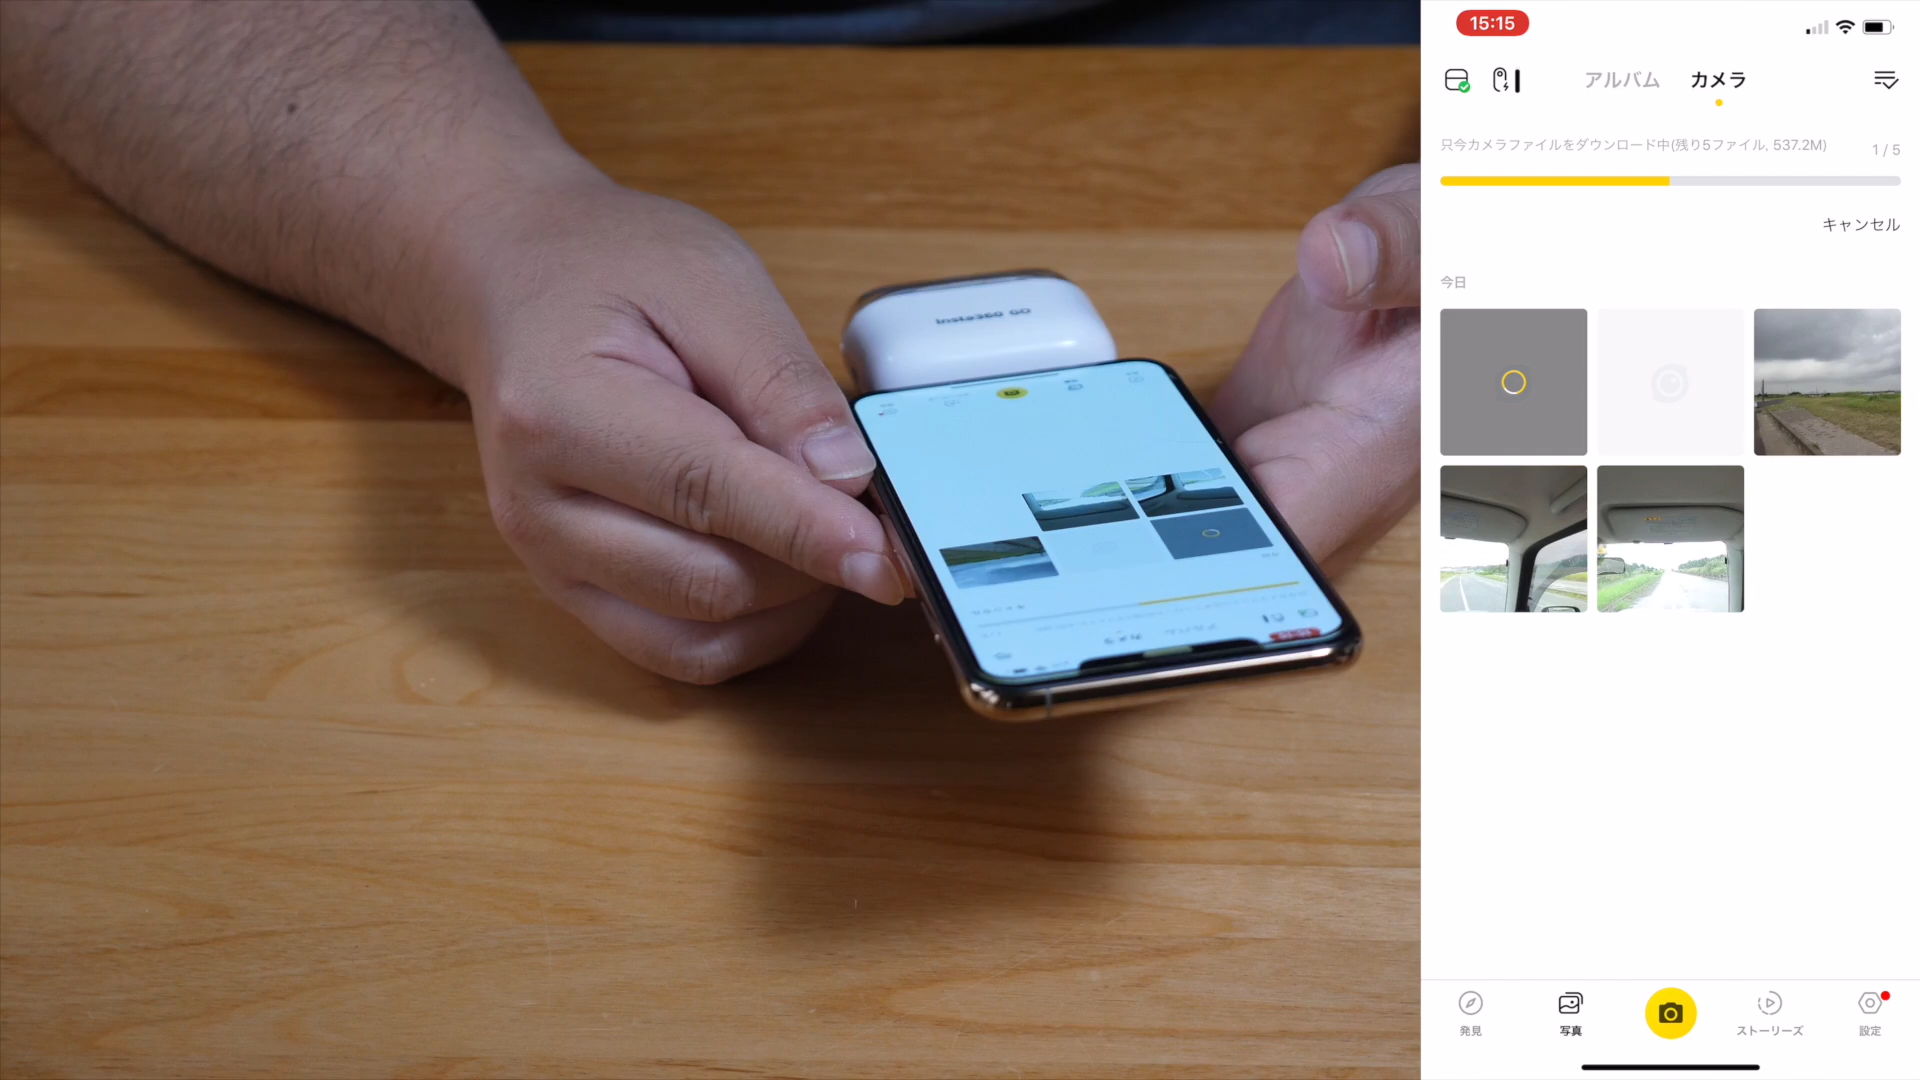 Insta360 GO
15:15
アルバム
カメラ
只今カメラファイルをダウンロード中(残り5ファイル, 537.2M)
1 / 5
キャンセル
今日
発見
写真
ストーリーズ
設定